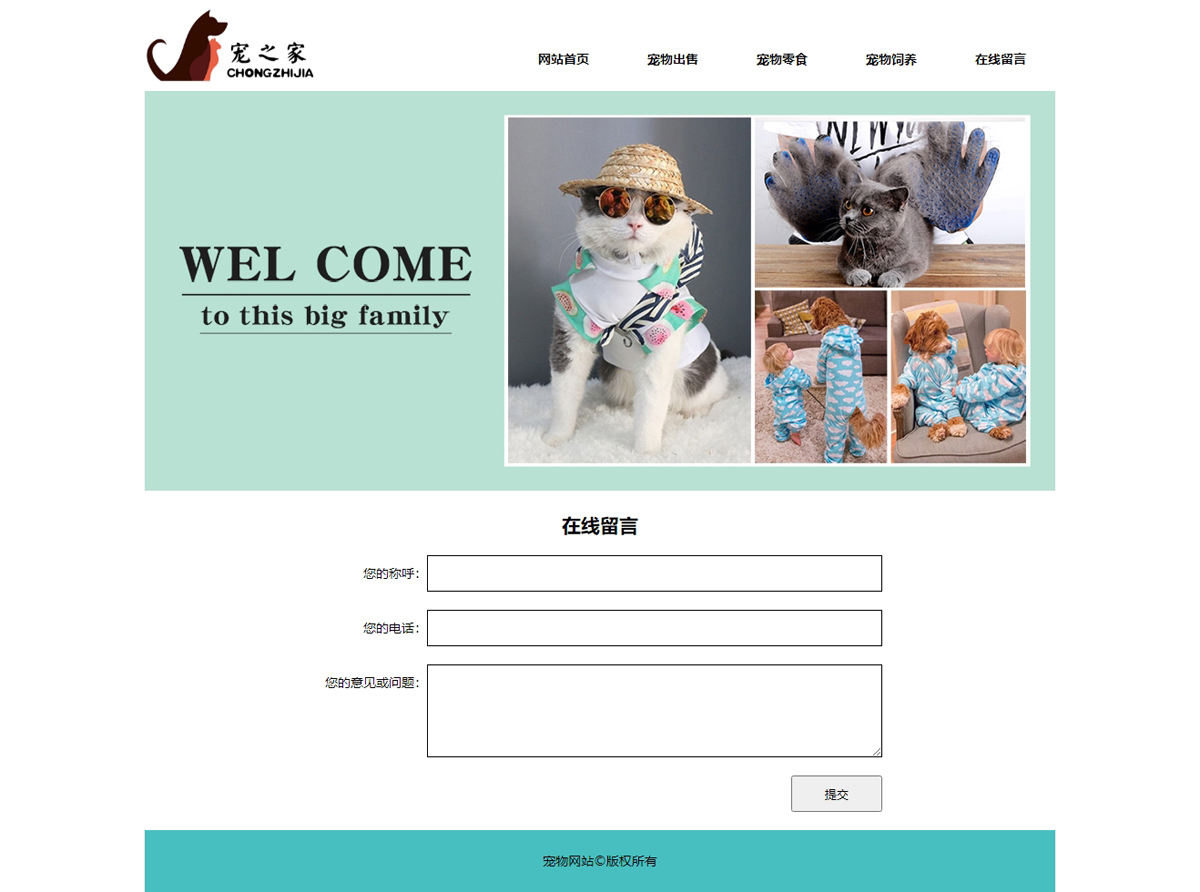 宠之家
CHONGZHIJIA
网站首页 宠物出售 宠物零食 宠物饲养 在线留言
WEL COME
to this big family
在线留言
您的称呼：
您的电话：
您的意见或问题：
提交
宠物网站©版权所有